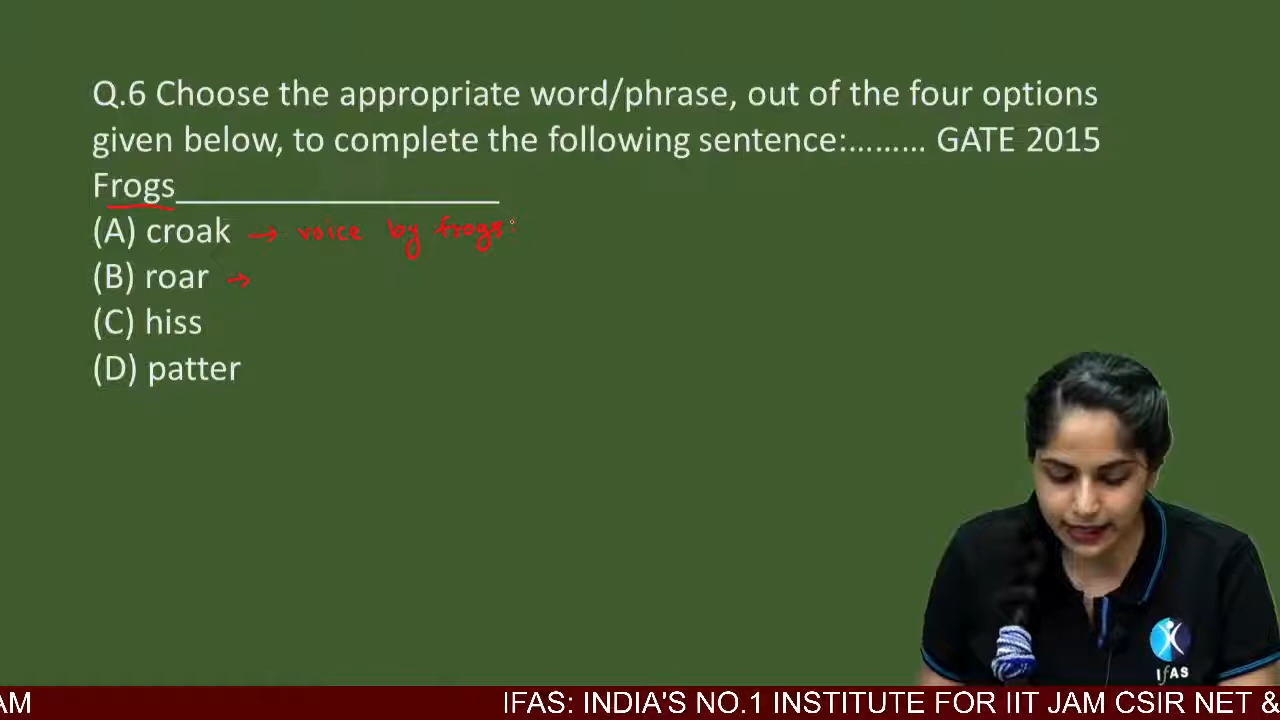 Q.6 Choose the appropriate word/phrase, out of the four options
given below, to complete the following sentence:……… GATE 2015
Frogs____________________
(A) croak → voice by frogs:
(B) roar →
(C) hiss
(D) patter
IFAS
AM IFAS: INDIA'S NO.1 INSTITUTE FOR IIT JAM CSIR NET &